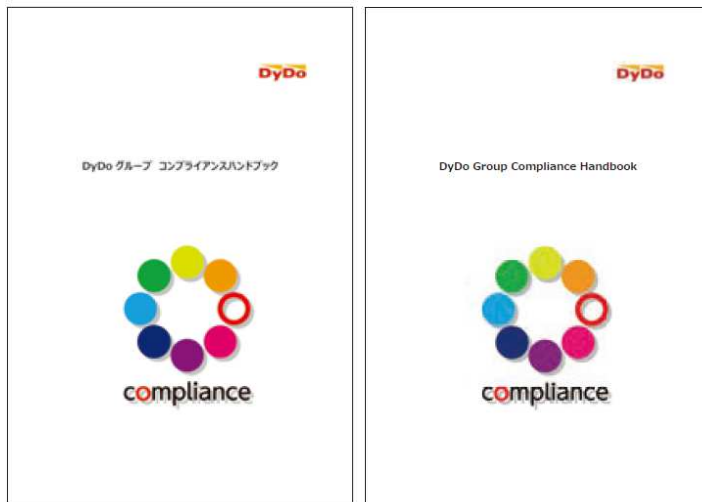 DyDo
DyDo グループ コンプライアンスハンドブック
compliance
DyDo
DyDo Group Compliance Handbook
compliance